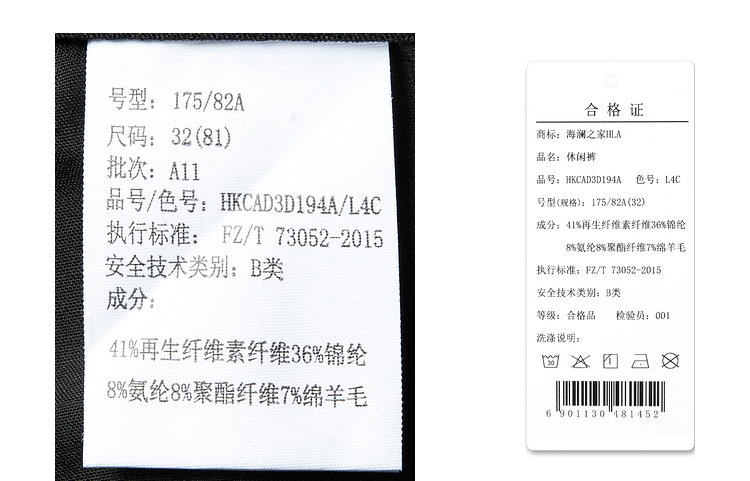 号型：175/82A
尺码：32(81)
批次：A11
品号/色号：HKCAD3D194A/L4C
执行标准： FZ/T 73052-2015
安全技术类别：B类
成分：
41%再生纤维素纤维36%锦纶
8%氨纶8%聚酯纤维7%绵羊毛
合格证
商标：海澜之家HLA
品名：休闲裤
品号：HKCAD3D194A 色号：L4C
号型(规格)：175/82A(32)
成分：41%再生纤维素纤维36%锦纶
8%氨纶8%聚酯纤维7%绵羊毛
执行标准：FZ/T 73052-2015
安全技术类别：B类
等级：合格品 检验员：001
洗涤说明：
30
6 901130 481452